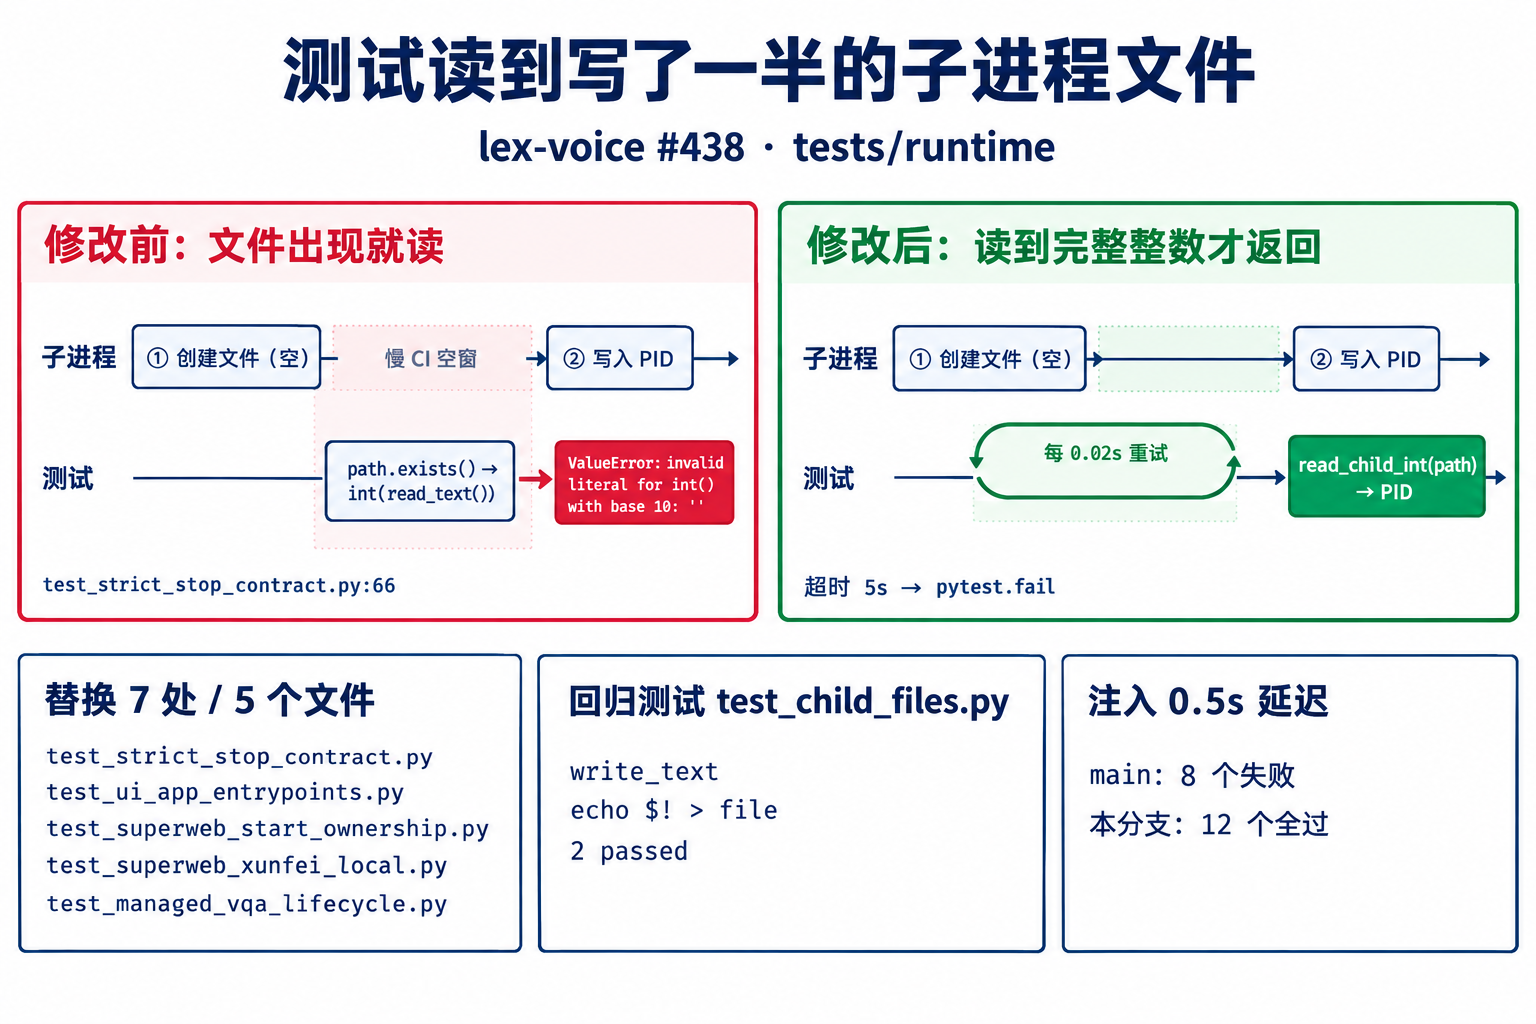 测试读到写了一半的子进程文件
lex-voice #438 · tests/runtime
修改前：文件出现就读
子进程
① 创建文件（空）
慢 CI 空窗
② 写入 PID
测试
path.exists() →
int(read_text())
ValueError: invalid
literal for int()
with base 10: ''
test_strict_stop_contract.py:66
修改后：读到完整整数才返回
子进程
① 创建文件（空）
② 写入 PID
测试
每 0.02s 重试
read_child_int(path)
→ PID
超时 5s → pytest.fail
替换 7 处 / 5 个文件
test_strict_stop_contract.py
test_ui_app_entrypoints.py
test_superweb_start_ownership.py
test_superweb_xunfei_local.py
test_managed_vqa_lifecycle.py
回归测试 test_child_files.py
write_text
echo $! > file
2 passed
注入 0.5s 延迟
main: 8 个失败
本分支: 12 个全过